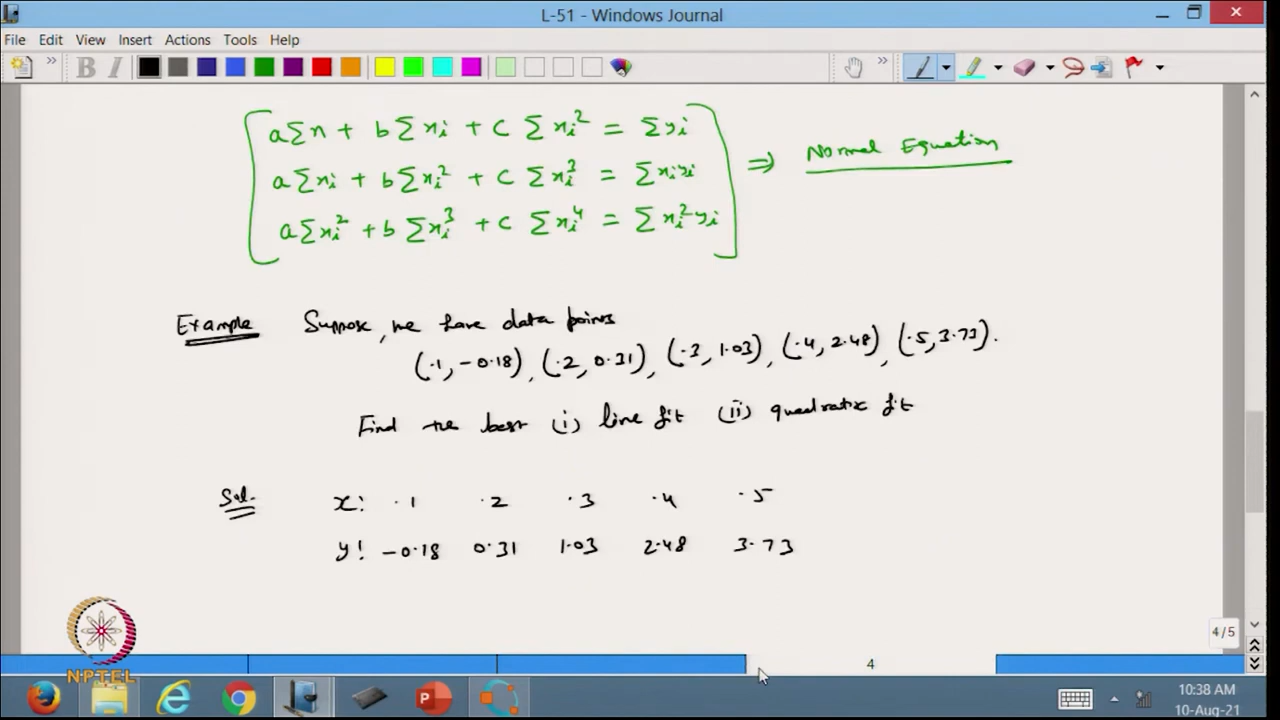 L-51 - Windows Journal
File Edit View Insert Actions Tools Help
a∑n + b∑xi + c∑xi² = ∑yi
a∑xi + b∑xi² + c∑xi³ = ∑xiyi ⇒ Normal Equation
a∑xi² + b∑xi³ + c∑xi⁴ = ∑xi²yi
Example Suppose, we have data points
(.1, -0.18), (.2, 0.31), (.3, 1.03), (.4, 2.48), (.5, 3.73).
Find the best (i) line fit (ii) quadratic fit
Sol. x: .1 .2 .3 .4 .5
y: -0.18 0.31 1.03 2.48 3.73
4/5
NPTEL
4
10:38 AM
10-Aug-21